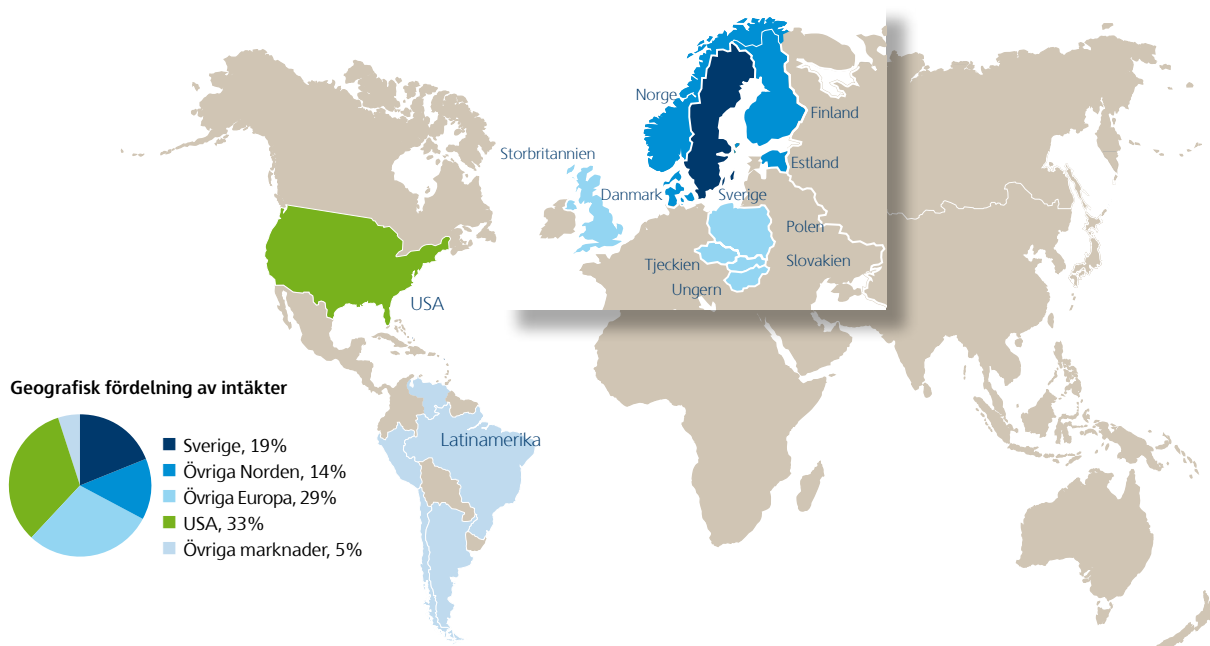 Norge
Finland
Storbritannien
Estland
Danmark
Sverige
Polen
Tjeckien
Slovakien
Ungern
USA
Geografisk fördelning av intäkter
Latinamerika
Sverige, 19%
Övriga Norden, 14%
Övriga Europa, 29%
USA, 33%
Övriga marknader, 5%